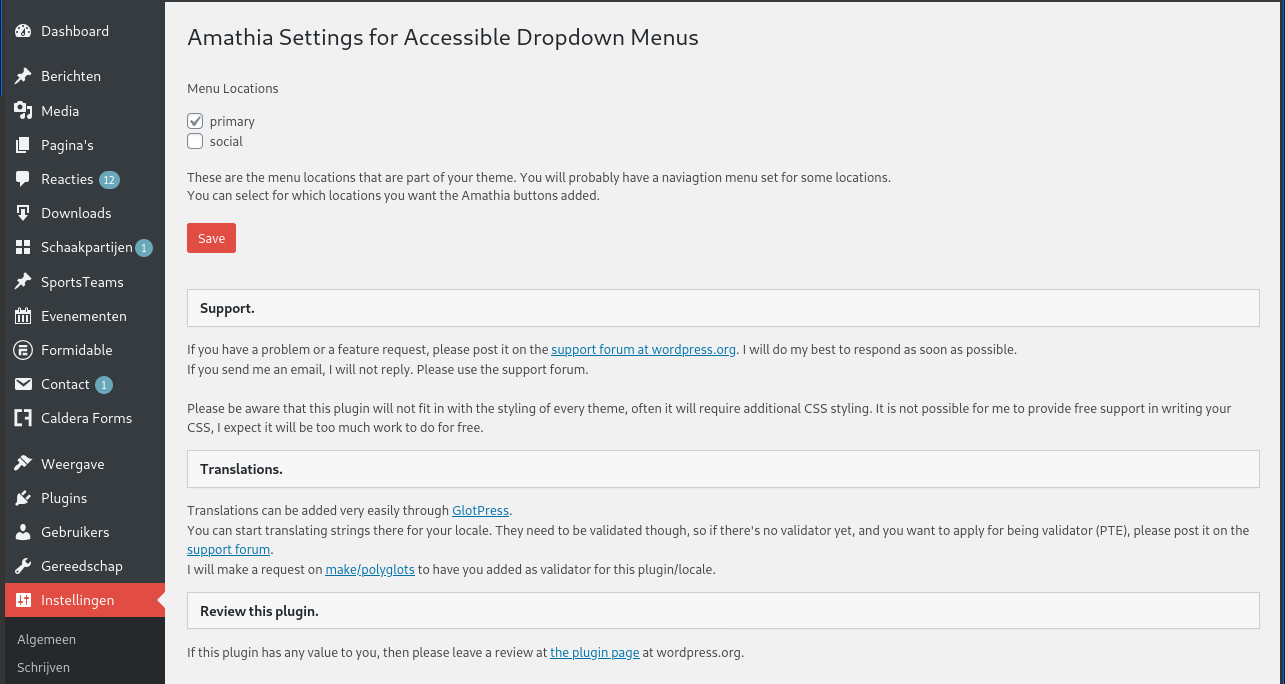 Dashboard
Berichten
Media
Pagina's
Reacties 12
Downloads
Schaakpartijen 1
SportsTeams
Evenementen
Formidable
Contact 1
Caldera Forms
Weergave
Plugins
Gebruikers
Gereedschap
Instellingen
Algemeen
Schrijven
Amathia Settings for Accessible Dropdown Menus
Menu Locations
primary
social
These are the menu locations that are part of your theme. You will probably have a naviagtion menu set for some locations.
You can select for which locations you want the Amathia buttons added.
Save
Support.
If you have a problem or a feature request, please post it on the support forum at wordpress.org. I will do my best to respond as soon as possible.
If you send me an email, I will not reply. Please use the support forum.
Please be aware that this plugin will not fit in with the styling of every theme, often it will require additional CSS styling. It is not possible for me to provide free support in writing your
CSS, I expect it will be too much work to do for free.
Translations.
Translations can be added very easily through GlotPress.
You can start translating strings there for your locale. They need to be validated though, so if there's no validator yet, and you want to apply for being validator (PTE), please post it on the
support forum.
I will make a request on make/polyglots to have you added as validator for this plugin/locale.
Review this plugin.
If this plugin has any value to you, then please leave a review at the plugin page at wordpress.org.